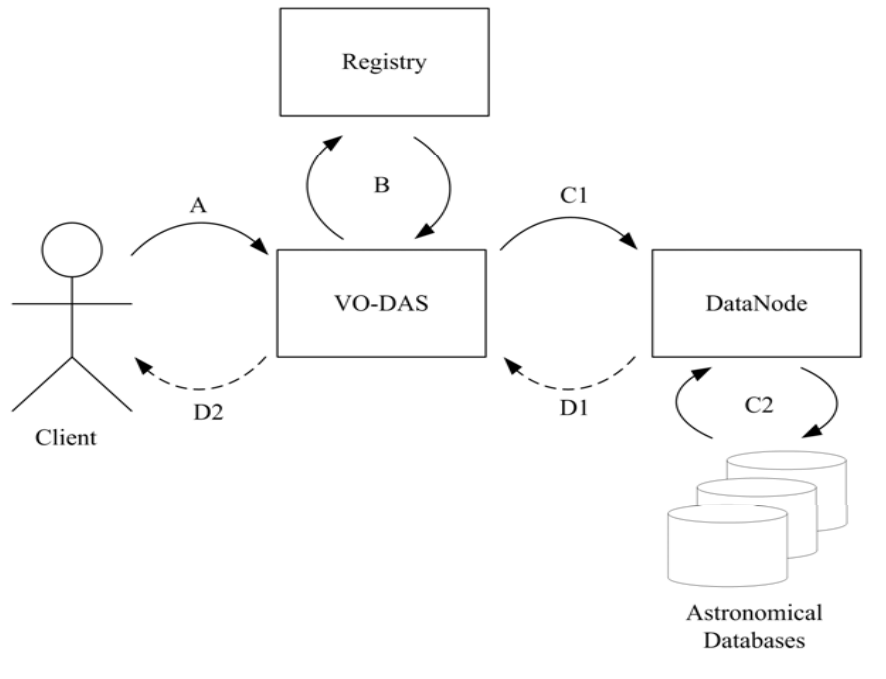 Registry
B
C1
A
VO-DAS
DataNode
D2
D1
C2
Client
Astronomical
Databases